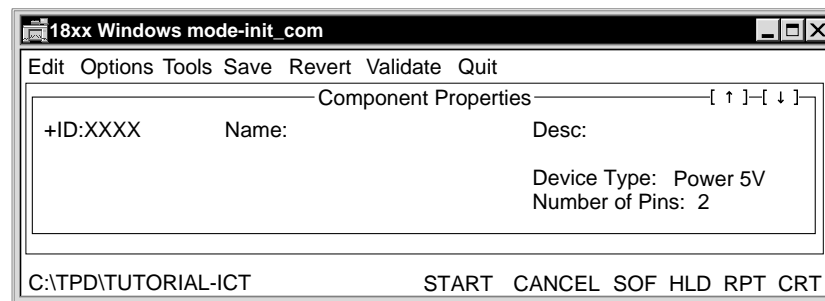 18xx Windows mode-init_com
Edit Options Tools Save Revert Validate Quit
Component Properties [ ↑ ] [ ↓ ]
+ID:XXXX Name: Desc:
Device Type: Power 5V
Number of Pins: 2
C:\TPD\TUTORIAL-ICT START CANCEL SOF HLD RPT CRT